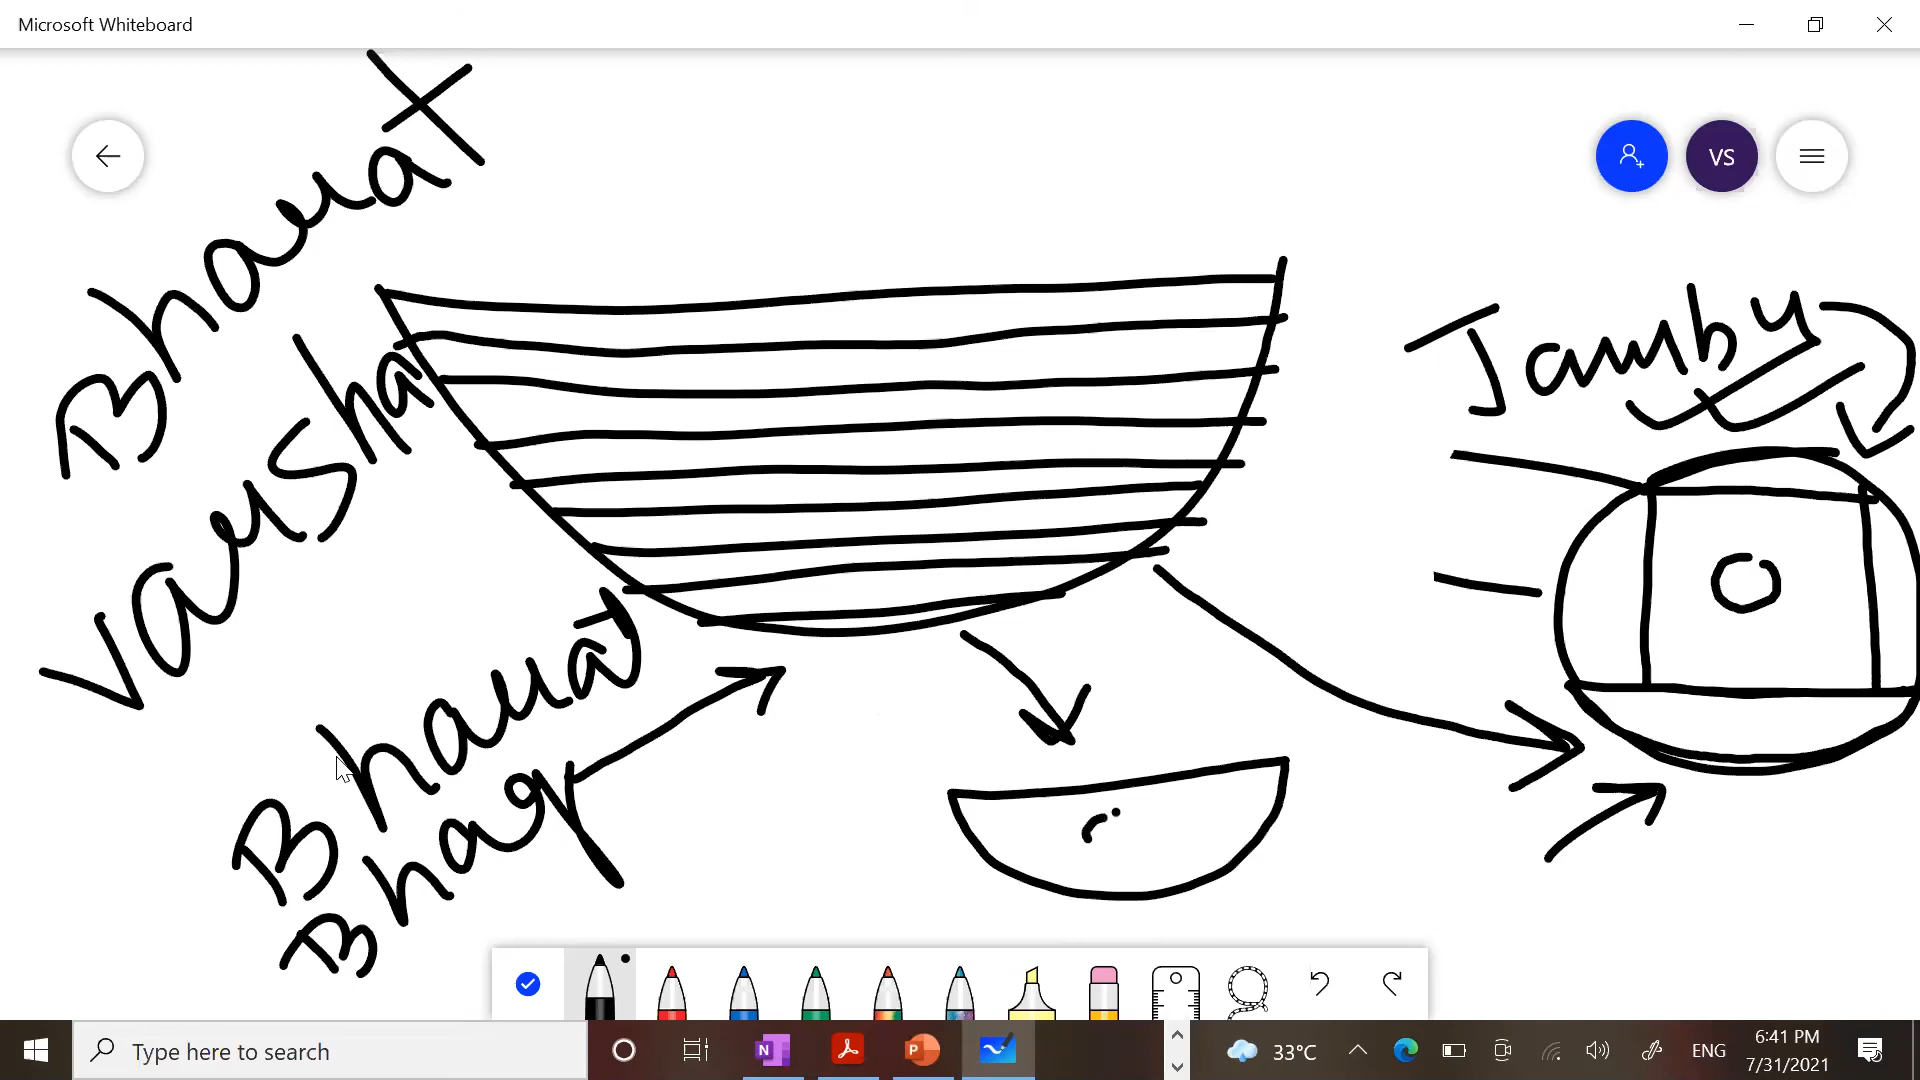 Microsoft Whiteboard
VS
Bharat
Varsha
Jambu
Bharat
Bhag
Type here to search
N
P
33°C
ENG
6:41 PM
7/31/2021